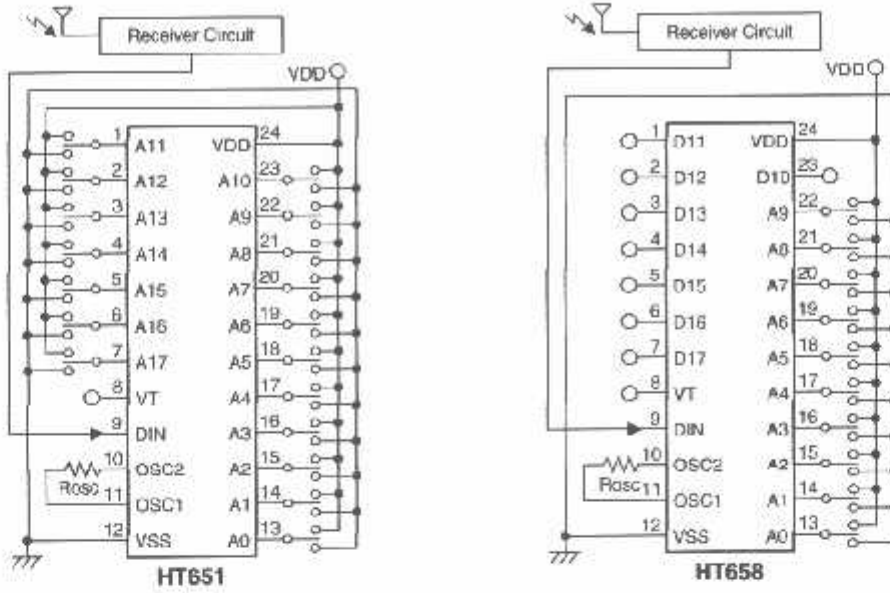 Receiver Circuit
VDD
1 A11 VDD 24
2 A12 A10 23
3 A13 A9 22
4 A14 A8 21
5 A15 A7 20
6 A16 A6 19
7 A17 A5 18
8 VT A4 17
9 DIN A3 16
10 OSC2 A2 15
Rosc
11 OSC1 A1 14
12 VSS A0 13
HT651
Receiver Circuit
VDD
1 D11 VDD 24
2 D12 D10 23
3 D13 A9 22
4 D14 A8 21
5 D15 A7 20
6 D16 A6 19
7 D17 A5 18
8 VT A4 17
9 DIN A3 16
10 OSC2 A2 15
Rosc
11 OSC1 A1 14
12 VSS A0 13
HT658